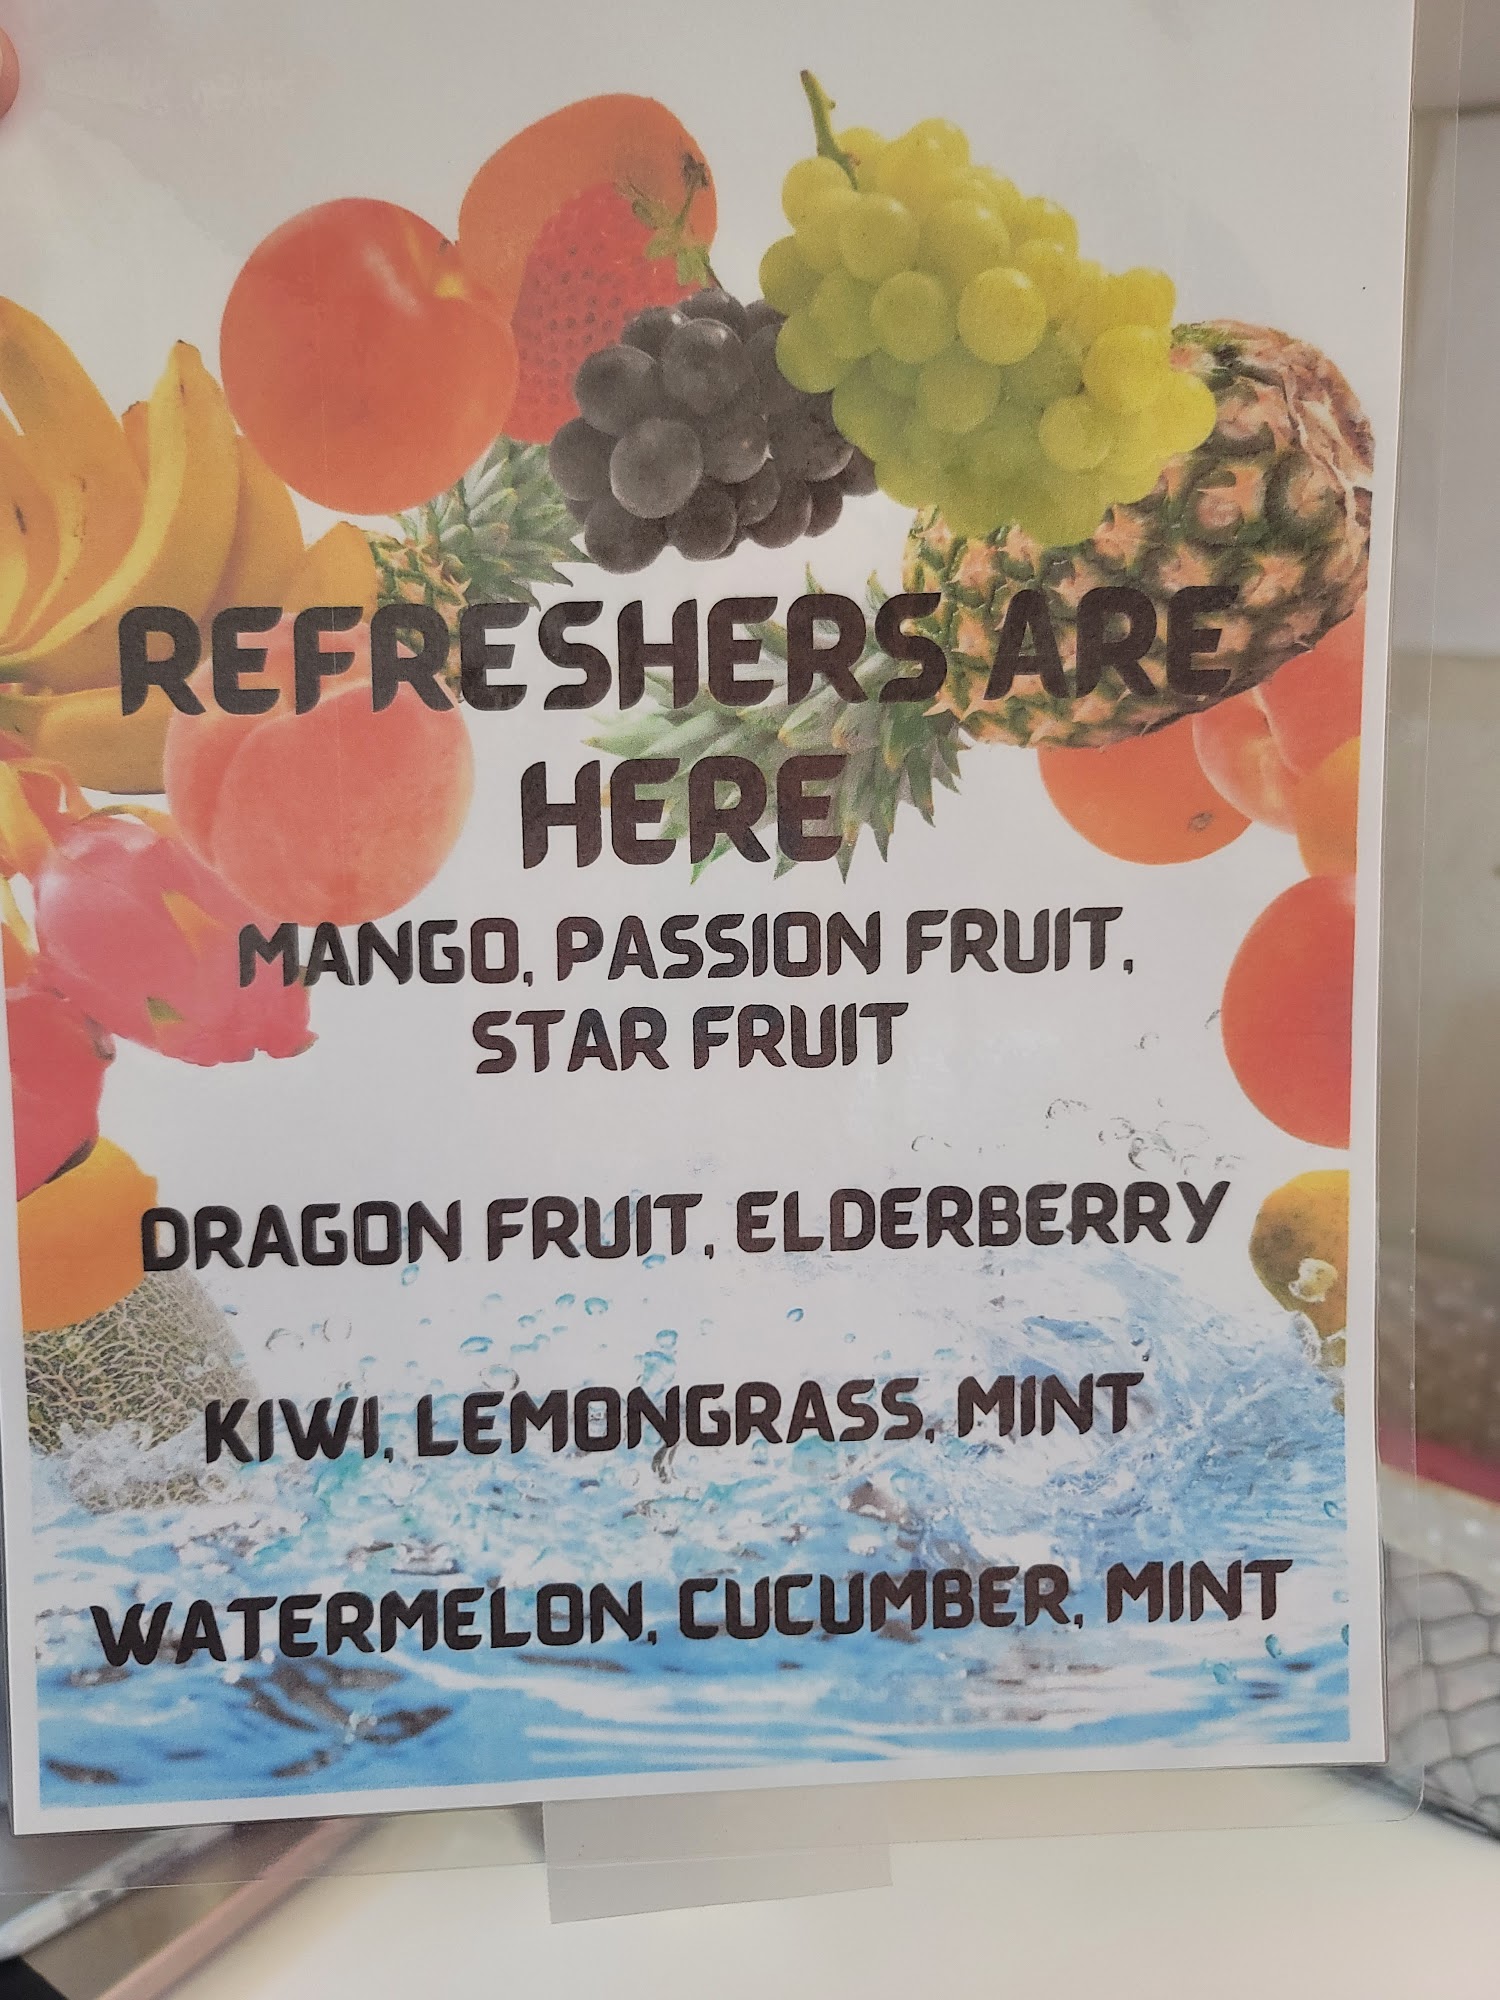 REFRESHERS ARE
HERE
MANGO, PASSION FRUIT,
STAR FRUIT
DRAGON FRUIT, ELDERBERRY
KIWI, LEMONGRASS, MINT
WATERMELON, CUCUMBER, MINT